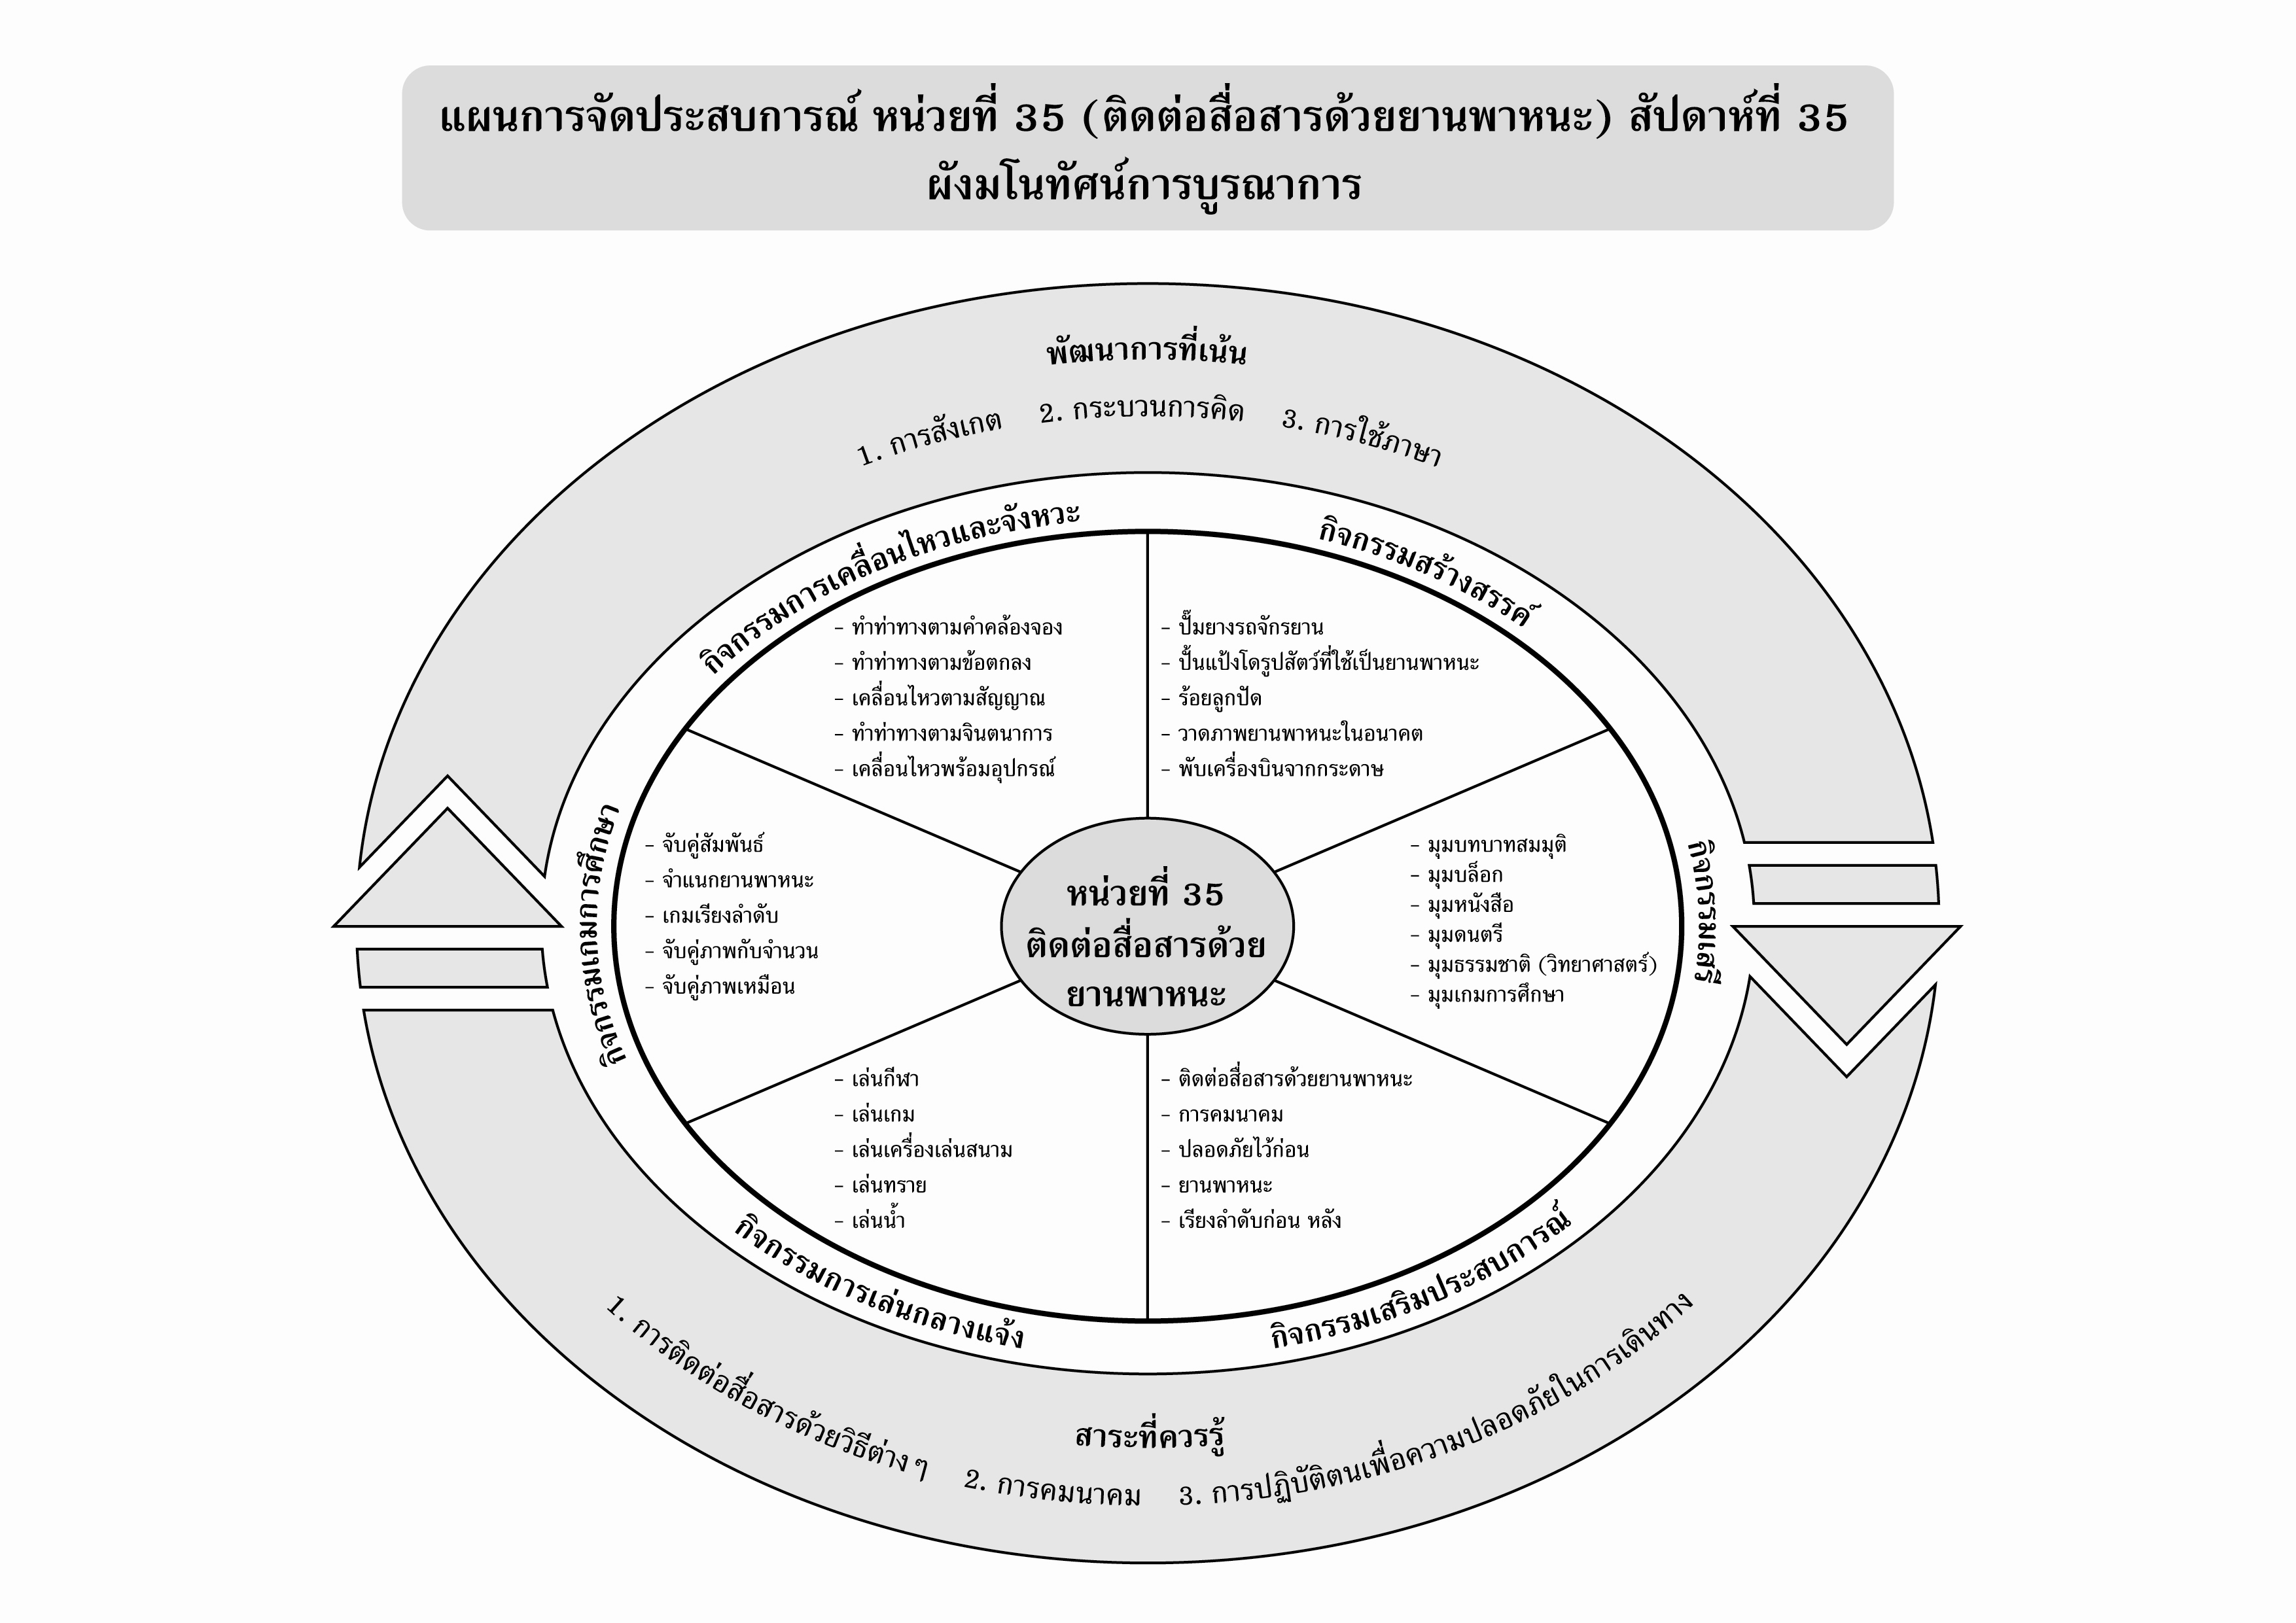 แผนการจัดประสบการณ์ หน่วยที่ 35 (ติดต่อสื่อสารด้วยยานพาหนะ) สัปดาห์ที่ 35
ผังมโนทัศน์การบูรณาการ
พัฒนาการที่เน้น
1. การสังเกต 2. กระบวนการคิด 3. การใช้ภาษา
กิจกรรมการเคลื่อนไหวและจังหวะ
- ทำท่าทางตามคำคล้องจอง
- ทำท่าทางตามข้อตกลง
- เคลื่อนไหวตามสัญญาณ
- ทำท่าทางตามจินตนาการ
- เคลื่อนไหวพร้อมอุปกรณ์
กิจกรรมสร้างสรรค์
- ปั๊มยางรถจักรยาน
- ปั้นแป้งโดรูปสัตว์ที่ใช้เป็นยานพาหนะ
- ร้อยลูกปัด
- วาดภาพยานพาหนะในอนาคต
- พับเครื่องบินจากกระดาษ
กิจกรรมเกมการศึกษา
- จับคู่สัมพันธ์
- จำแนกยานพาหนะ
- เกมเรียงลำดับ
- จับคู่ภาพกับจำนวน
- จับคู่ภาพเหมือน
หน่วยที่ 35
ติดต่อสื่อสารด้วย
ยานพาหนะ
กิจกรรมเสรี
- มุมบทบาทสมมุติ
- มุมบล็อก
- มุมหนังสือ
- มุมดนตรี
- มุมธรรมชาติ (วิทยาศาสตร์)
- มุมเกมการศึกษา
- เล่นกีฬา
- เล่นเกม
- เล่นเครื่องเล่นสนาม
- เล่นทราย
- เล่นน้ำ
กิจกรรมการเล่นกลางแจ้ง
- ติดต่อสื่อสารด้วยยานพาหนะ
- การคมนาคม
- ปลอดภัยไว้ก่อน
- ยานพาหนะ
- เรียงลำดับก่อน หลัง
กิจกรรมเสริมประสบการณ์
สาระที่ควรรู้
1. การติดต่อสื่อสารด้วยวิธีต่าง ๆ 2. การคมนาคม 3. การปฏิบัติตนเพื่อความปลอดภัยในการเดินทาง